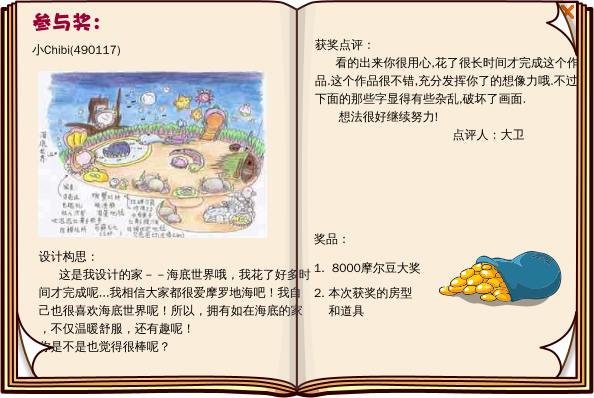 参与奖：
小Chibi(490117)
海底世界
设计构思：
这是我设计的家－－海底世界哦，我花了好多时
间才完成呢...我相信大家都很爱摩罗地海吧！我自
己也很喜欢海底世界呢！所以，拥有如在海底的家
，不仅温暖舒服，还有趣呢！
你是不是也觉得很棒呢？
获奖点评：
看的出来你很用心,花了很长时间才完成这个作
品.这个作品很不错,充分发挥你了的想像力哦.不过
下面的那些字显得有些杂乱,破坏了画面.
想法很好继续努力!
点评人：大卫
奖品：
1. 8000摩尔豆大奖
2. 本次获奖的房型
和道具